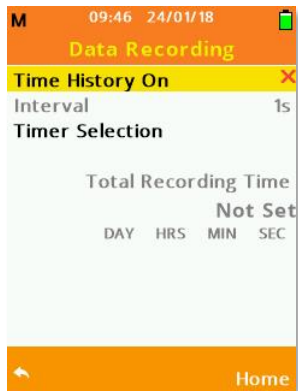 M 09:46 24/01/18
Data Recording
Time History On ×
Interval 1s
Timer Selection
Total Recording Time
Not Set
DAY HRS MIN SEC
Home